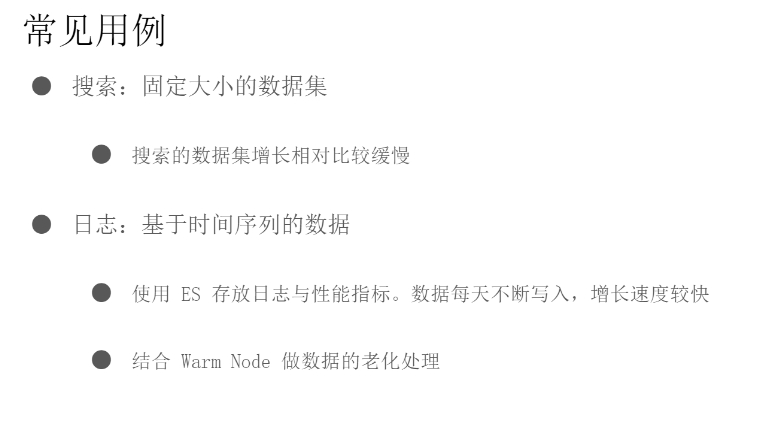 常见用例
● 搜索：固定大小的数据集
● 搜索的数据集增长相对比较缓慢
● 日志：基于时间序列的数据
● 使用 ES 存放日志与性能指标。数据每天不断写入，增长速度较快
● 结合 Warm Node 做数据的老化处理